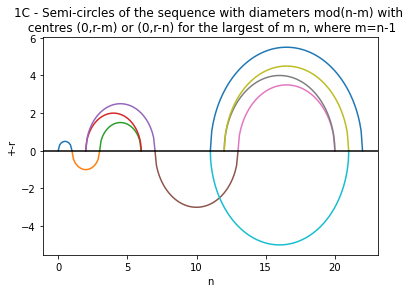 1C - Semi-circles of the sequence with diameters mod(n-m) with
centres (0,r-m) or (0,r-n) for the largest of m n, where m=n-1
6
4
2
0
−2
−4
+-r
0
5
10
15
20
n